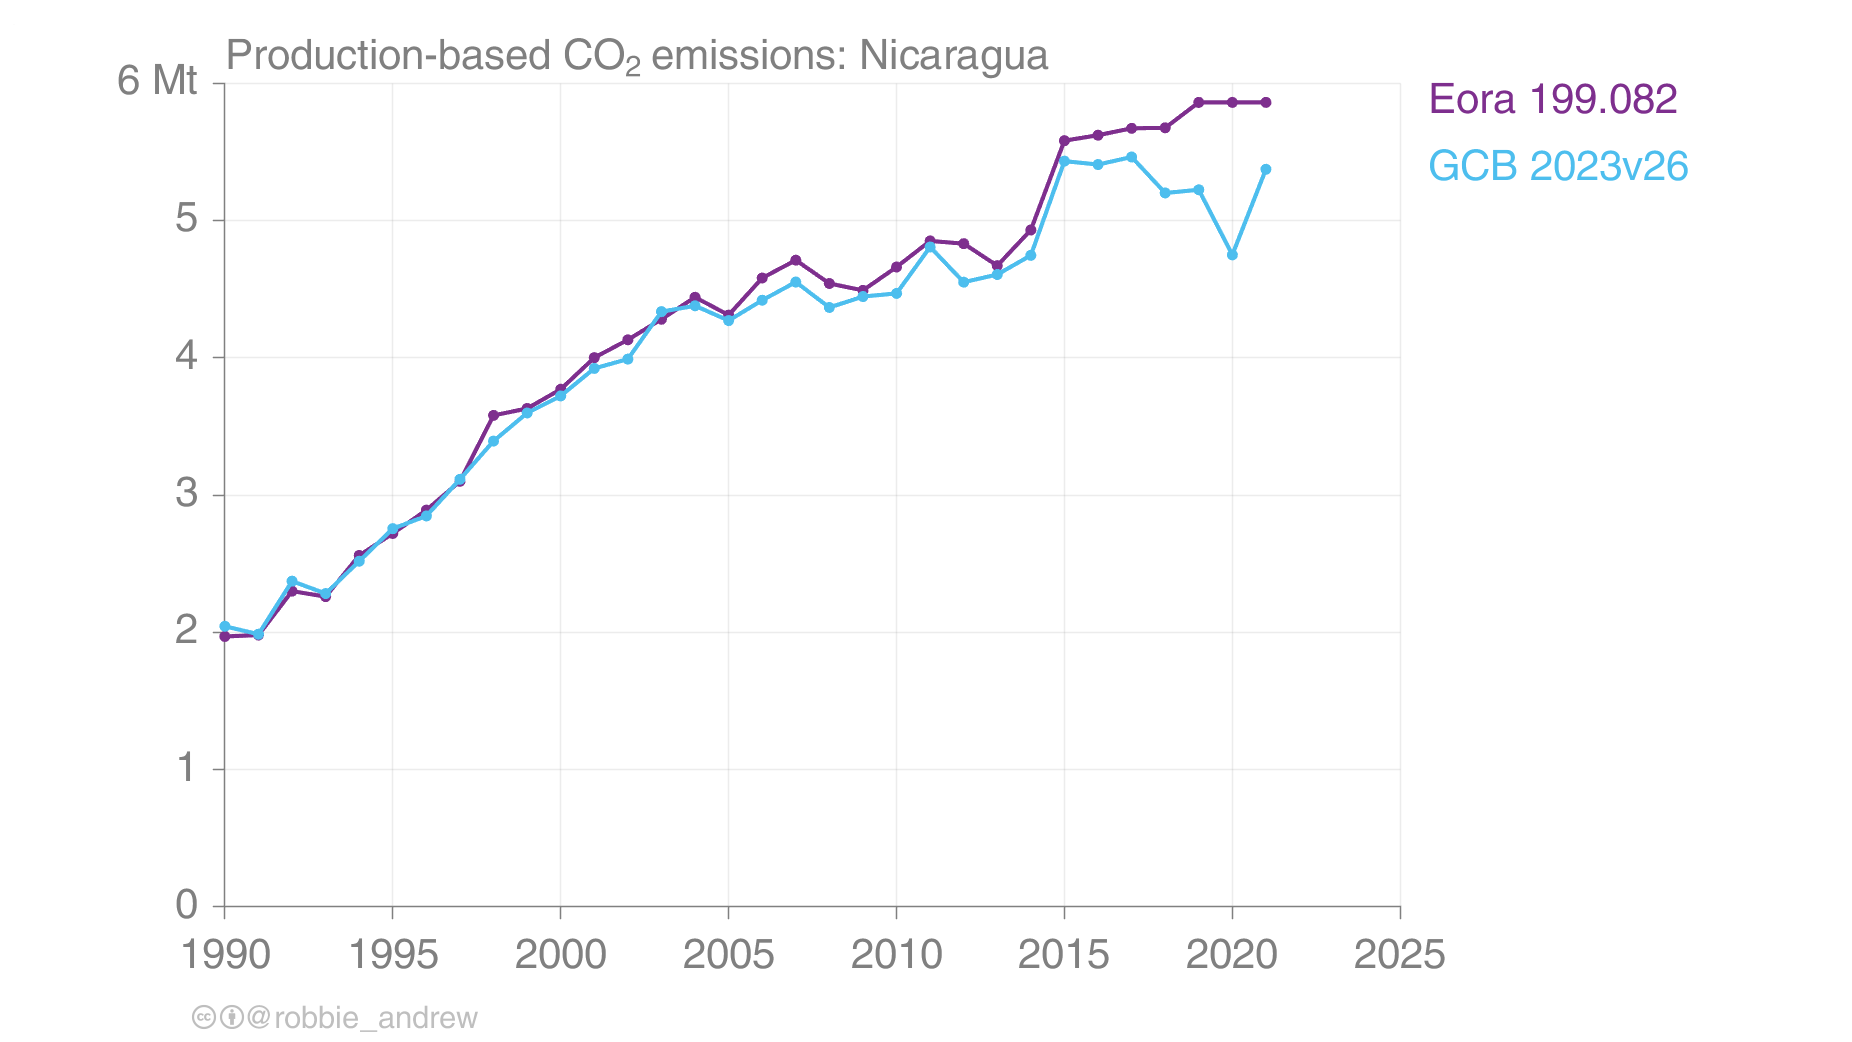 Production-based CO₂ emissions: Nicaragua
6 Mt
5
4
3
2
1
0
1990 1995 2000 2005 2010 2015 2020 2025
Eora 199.082
GCB 2023v26
@robbie_andrew